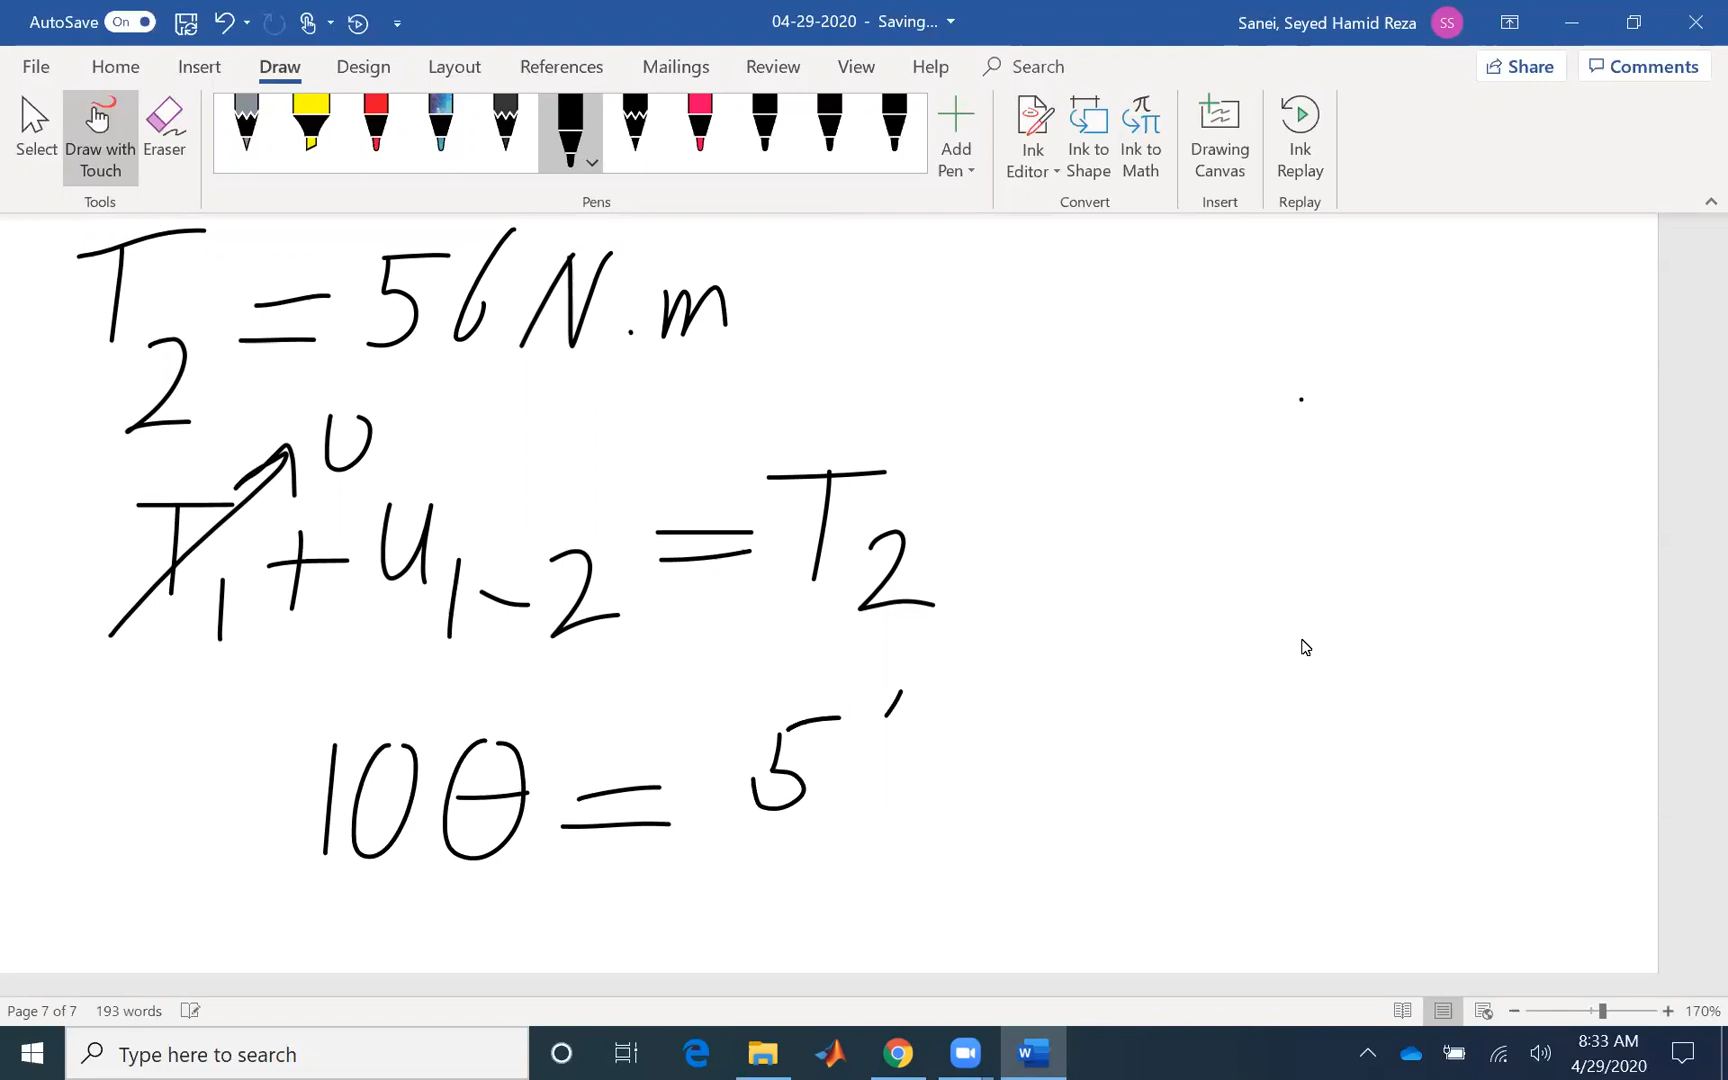 AutoSave On 04-29-2020 - Saving... Sanei, Seyed Hamid Reza SS
File Home Insert Draw Design Layout References Mailings Review View Help Search Share Comments
Select Draw with Touch Eraser Add Pen Ink Editor Ink to Shape Ink to Math Drawing Canvas Ink Replay
Tools Pens Convert Insert Replay
T₂ = 56 N.m
0
T₁ + U₁₋₂ = T₂
10θ = 5
Page 7 of 7 193 words 170%
Type here to search 8:33 AM
4/29/2020